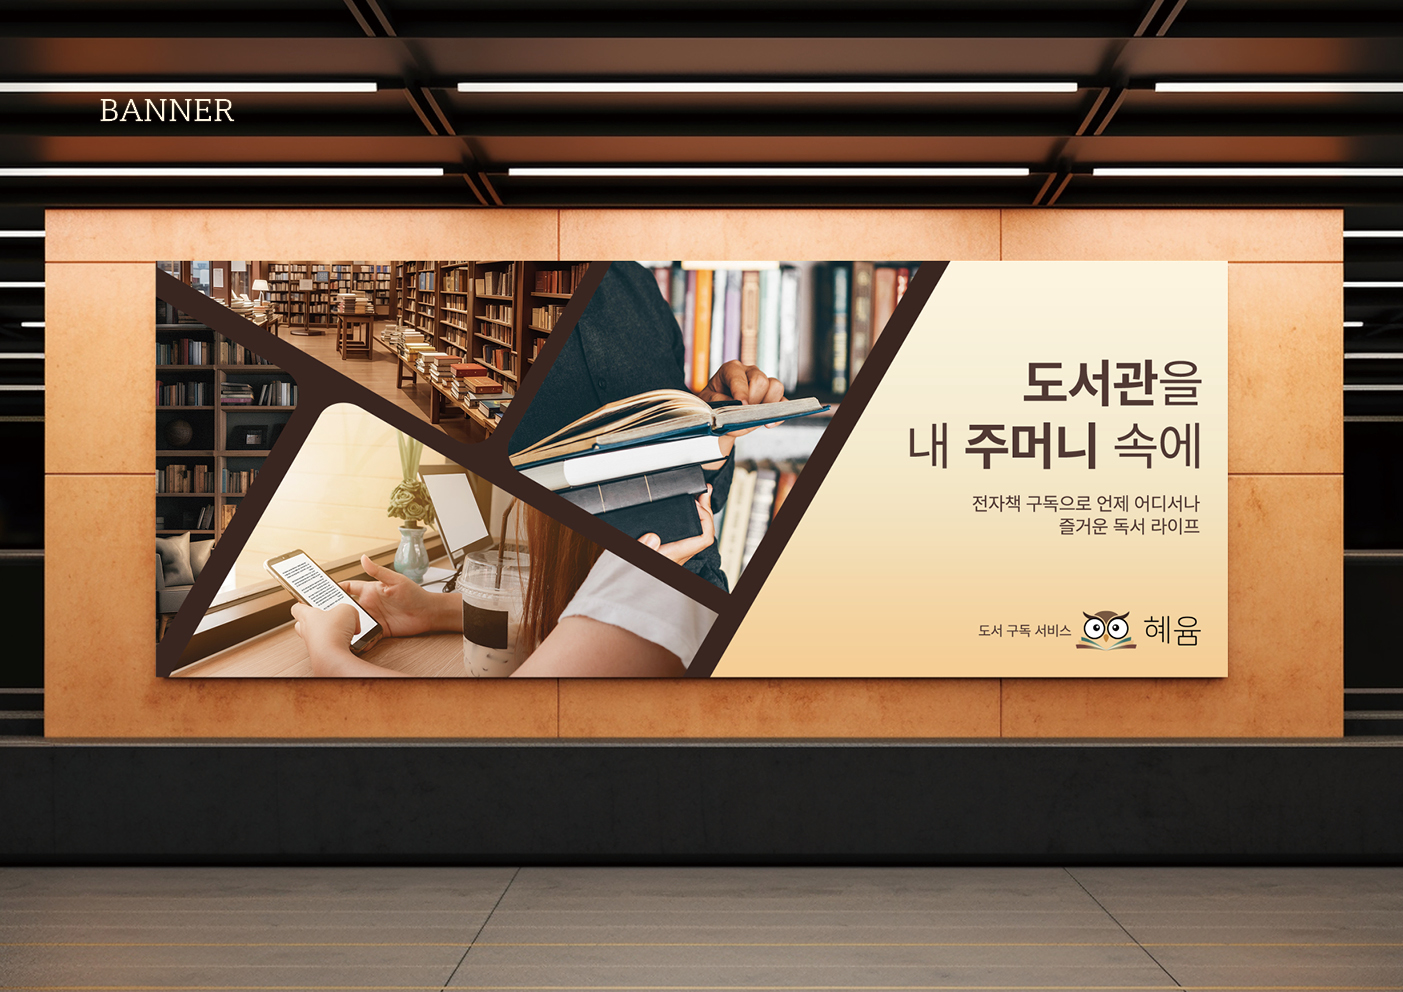 BANNER
도서관을
내 주머니 속에
전자책 구독으로 언제 어디서나
즐거운 독서 라이프
도서 구독 서비스 혜윰